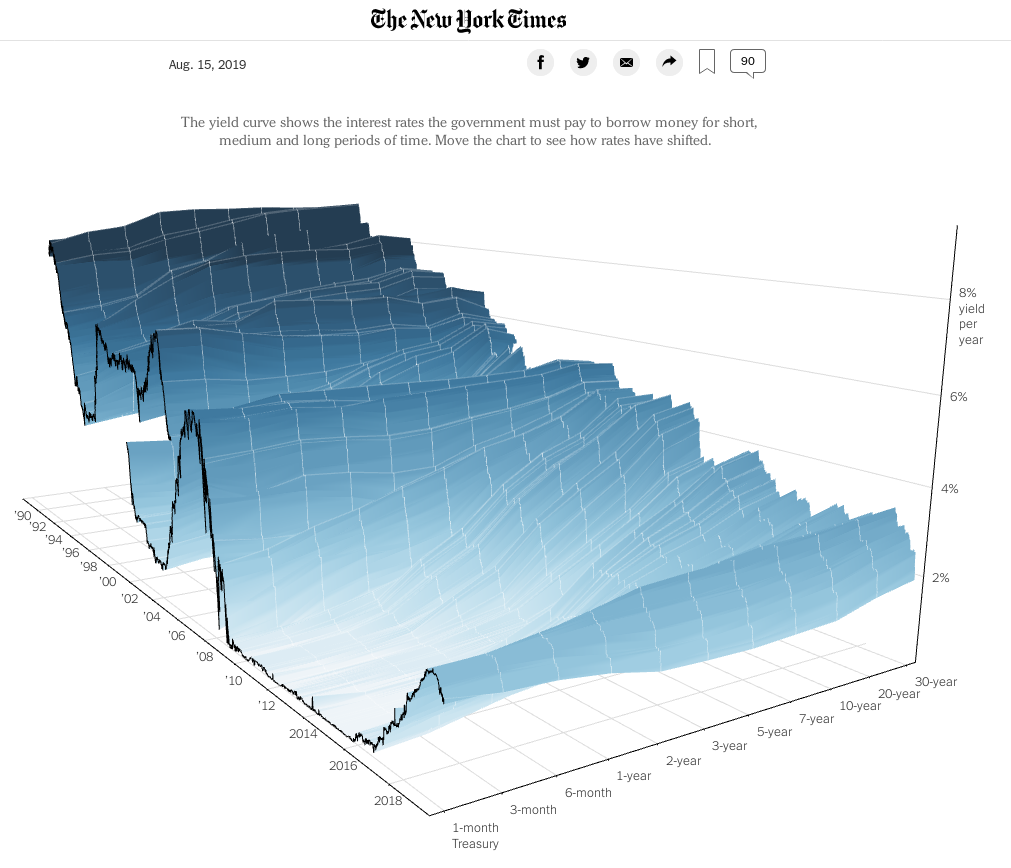 The New York Times
Aug. 15, 2019
90
The yield curve shows the interest rates the government must pay to borrow money for short,
medium and long periods of time. Move the chart to see how rates have shifted.
8%
yield
per
year
6%
4%
2%
'90
'92
'94
'96
'98
'00
'02
'04
'06
'08
'10
'12
2014
2016
2018
30-year
20-year
10-year
7-year
5-year
3-year
2-year
1-year
6-month
3-month
1-month
Treasury